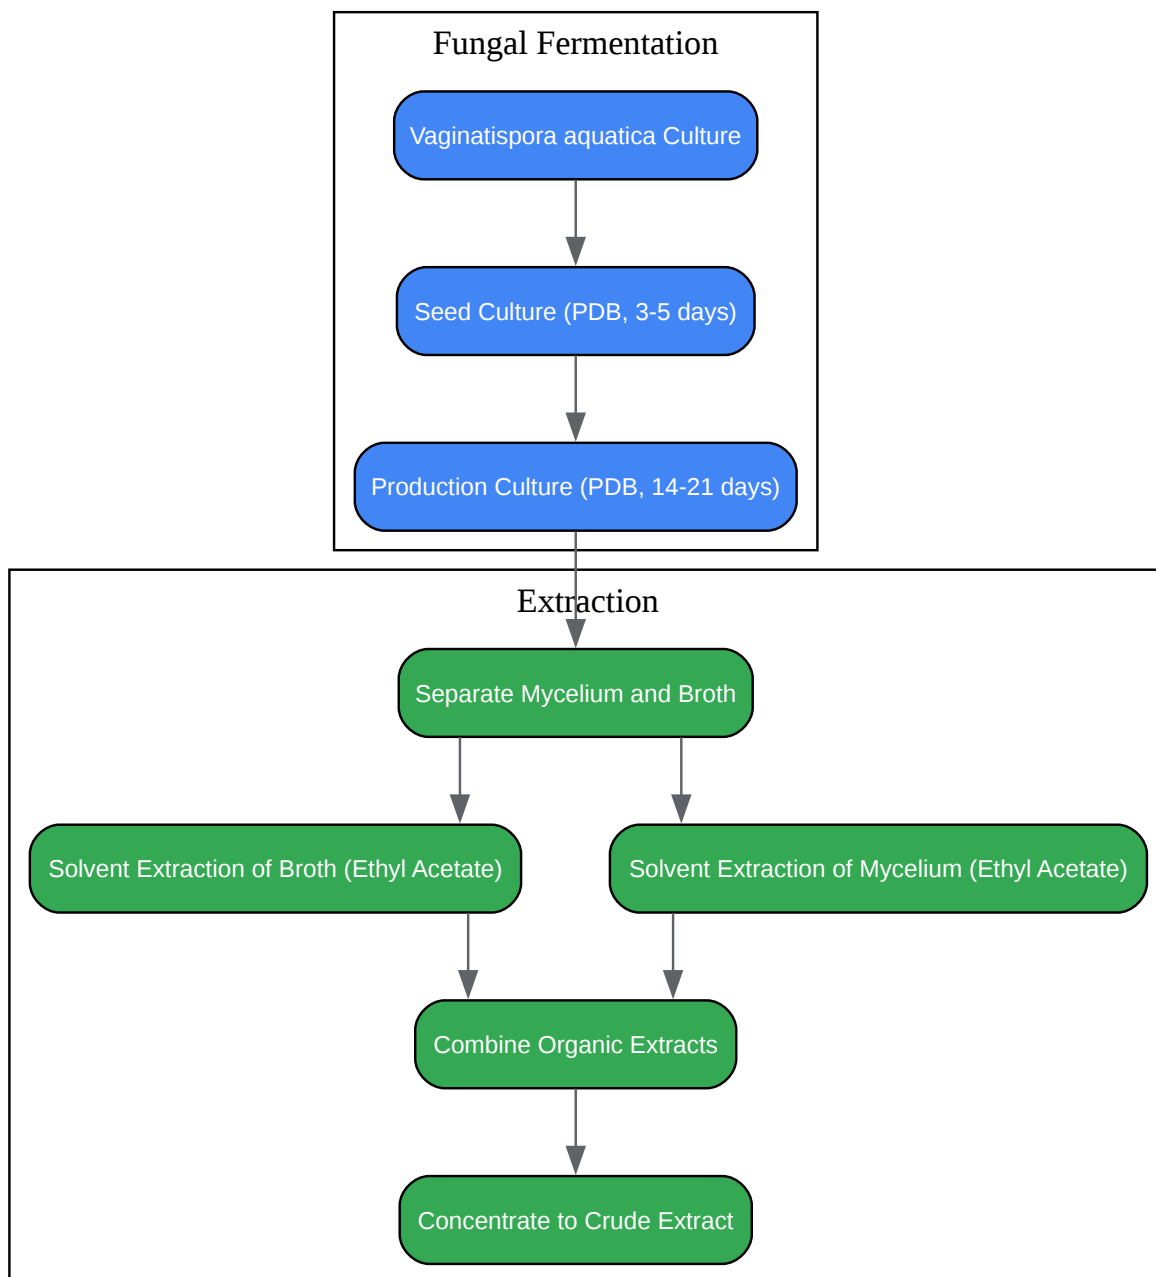 Fungal Fermentation
Vaginatispora aquatica Culture
Seed Culture (PDB, 3-5 days)
Production Culture (PDB, 14-21 days)
Extraction
Separate Mycelium and Broth
Solvent Extraction of Broth (Ethyl Acetate)
Solvent Extraction of Mycelium (Ethyl Acetate)
Combine Organic Extracts
Concentrate to Crude Extract